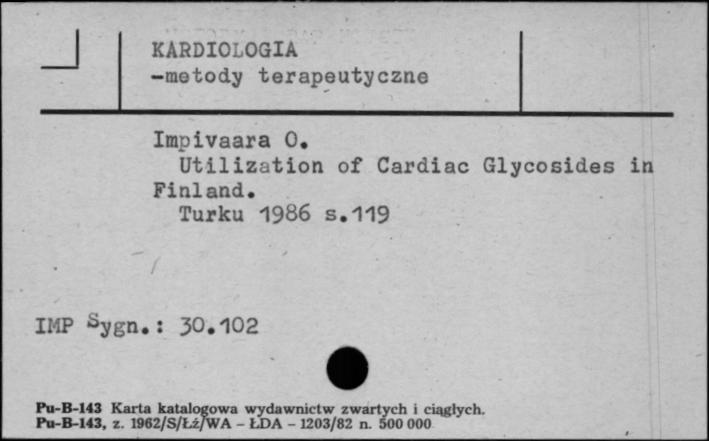 KARDIOLOGIA
-metody terapeutyczne
Impivaara O.
Utilization of Cardiac Glycosides in
Finland.
Turku 1986 s.119
IMP Sygn.: 30.102
Pu-B-143 Karta katalogowa wydawnictw zwartych i ciągłych.
Pu-B-143, z. 1962/S/Łż/WA - ŁDA - 1203/82 n. 500 000